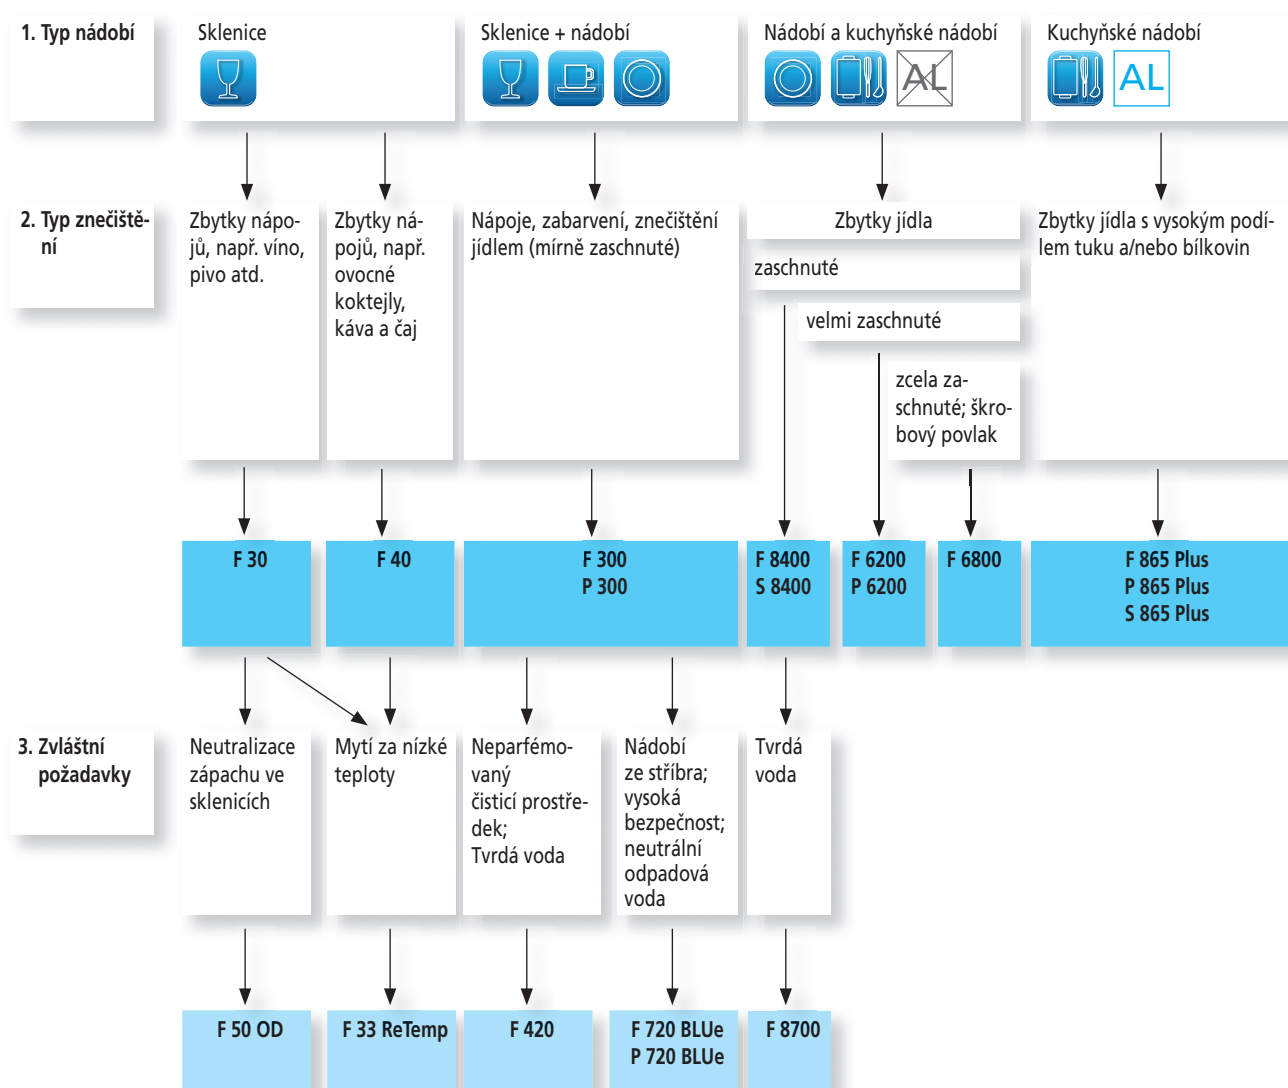 1. Typ nádobí
Sklenice
Sklenice + nádobí
Nádobí a kuchyňské nádobí
AL
Kuchyňské nádobí
AL
2. Typ znečiště-
ní
Zbytky nápo-
jů, např. víno,
pivo atd.
Zbytky ná-
pojů, např.
ovocné
koktejly,
káva a čaj
Nápoje, zabarvení, znečištění
jídlem (mírně zaschnuté)
Zbytky jídla
zaschnuté
velmi zaschnuté
zcela za-
schnuté; škro-
bový povlak
Zbytky jídla s vysokým podí-
lem tuku a/nebo bílkovin
F 30
F 40
F 300
P 300
F 8400
S 8400
F 6200
P 6200
F 6800
F 865 Plus
P 865 Plus
S 865 Plus
3. Zvláštní
požadavky
Neutralizace
zápachu ve
sklenicích
Mytí za nízké
teploty
Neparfémo-
vaný
čisticí prostře-
dek;
Tvrdá voda
Nádobí
ze stříbra;
vysoká
bezpečnost;
neutrální
odpadová
voda
Tvrdá
voda
F 50 OD
F 33 ReTemp
F 420
F 720 BLUe
P 720 BLUe
F 8700